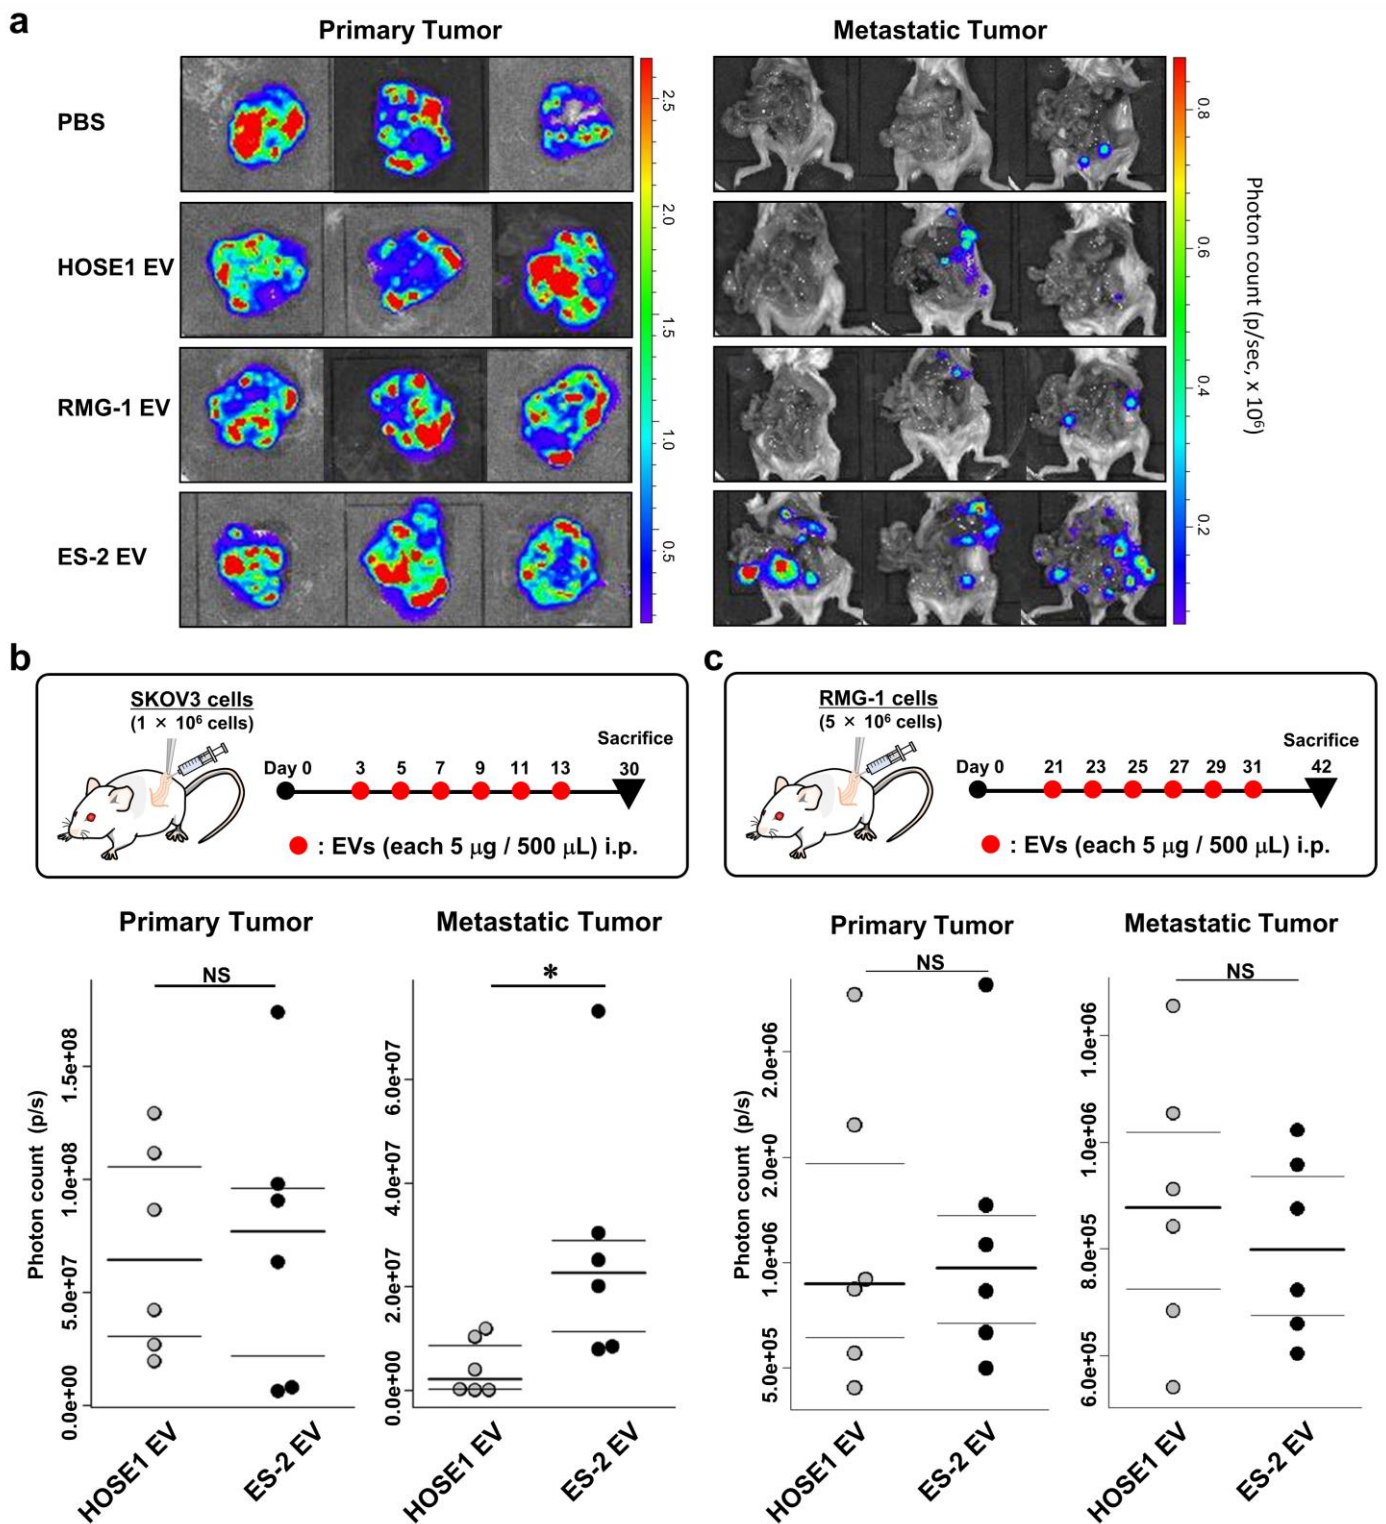 a
Primary Tumor
Metastatic Tumor
PBS
HOSE1 EV
RMG-1 EV
ES-2 EV
2.5
2.0
1.5
1.0
0.5
0.8
0.6
0.4
0.2
Photon count (p/sec, x 10⁶)
b
SKOV3 cells
(1 × 10⁶ cells)
Sacrifice
Day 0 3 5 7 9 11 13 30
: EVs (each 5 μg / 500 μL) i.p.
c
RMG-1 cells
(5 × 10⁶ cells)
Sacrifice
Day 0 21 23 25 27 29 31 42
: EVs (each 5 μg / 500 μL) i.p.
Primary Tumor
NS
Photon count (p/s)
1.5e+08
1.0e+08
5.0e+07
0.0e+00
HOSE1 EV
ES-2 EV
Metastatic Tumor
*
6.0e+07
4.0e+07
2.0e+07
0.0e+00
HOSE1 EV
ES-2 EV
Primary Tumor
NS
Photon count (p/s)
2.0e+06
2.0e+0
1.0e+06
5.0e+05
HOSE1 EV
ES-2 EV
Metastatic Tumor
NS
1.0e+06
1.0e+06
8.0e+05
6.0e+05
HOSE1 EV
ES-2 EV